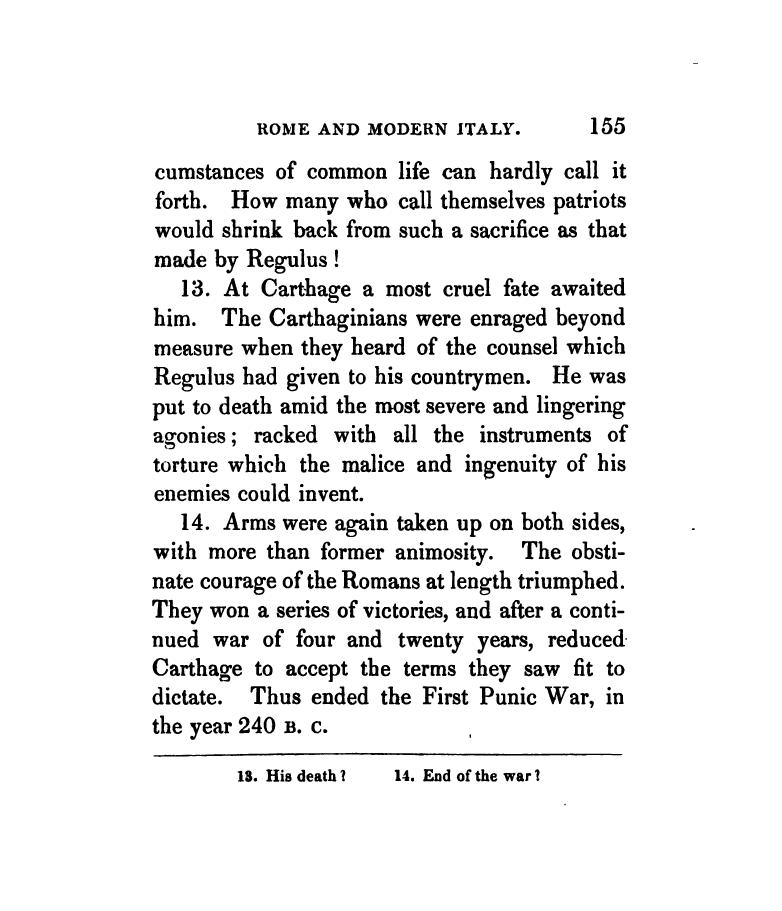 ROME AND MODERN ITALY. 155
cumstances of common life can hardly call it
forth. How many who call themselves patriots
would shrink back from such a sacrifice as that
made by Regulus !
13. At Carthage a most cruel fate awaited
him. The Carthaginians were enraged beyond
measure when they heard of the counsel which
Regulus had given to his countrymen. He was
put to death amid the most severe and lingering
agonies ; racked with all the instruments of
torture which the malice and ingenuity of his
enemies could invent.
14. Arms were again taken up on both sides,
with more than former animosity. The obsti-
nate courage of the Romans at length triumphed.
They won a series of victories, and after a conti-
nued war of four and twenty years, reduced
Carthage to accept the terms they saw fit to
dictate. Thus ended the First Punic War, in
the year 240 B. C.
13. His death? 14. End of the war?